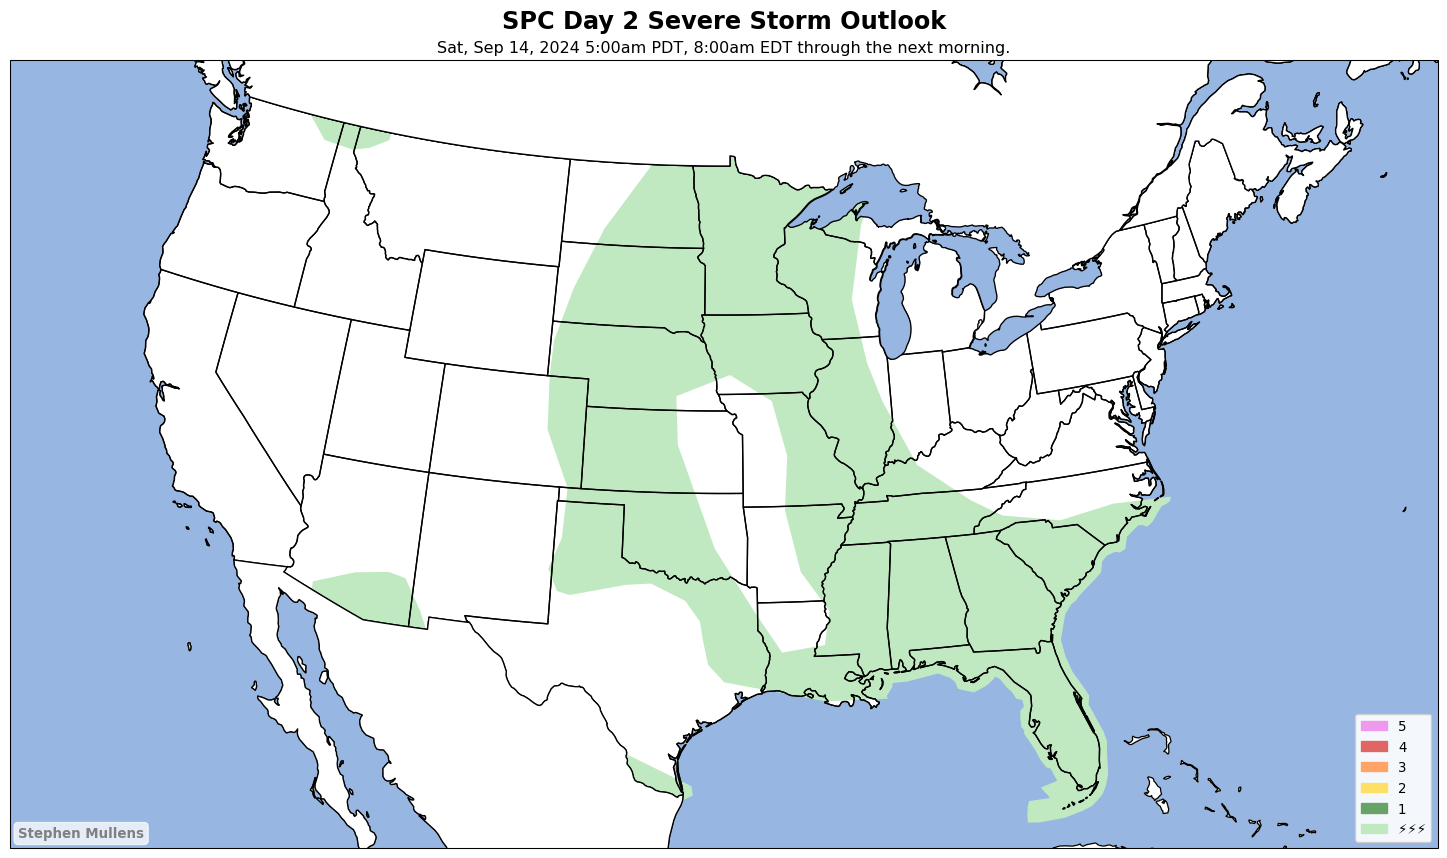 SPC Day 2 Severe Storm Outlook
Sat, Sep 14, 2024 5:00am PDT, 8:00am EDT through the next morning.
5
4
3
2
1
⚡⚡⚡
Stephen Mullens